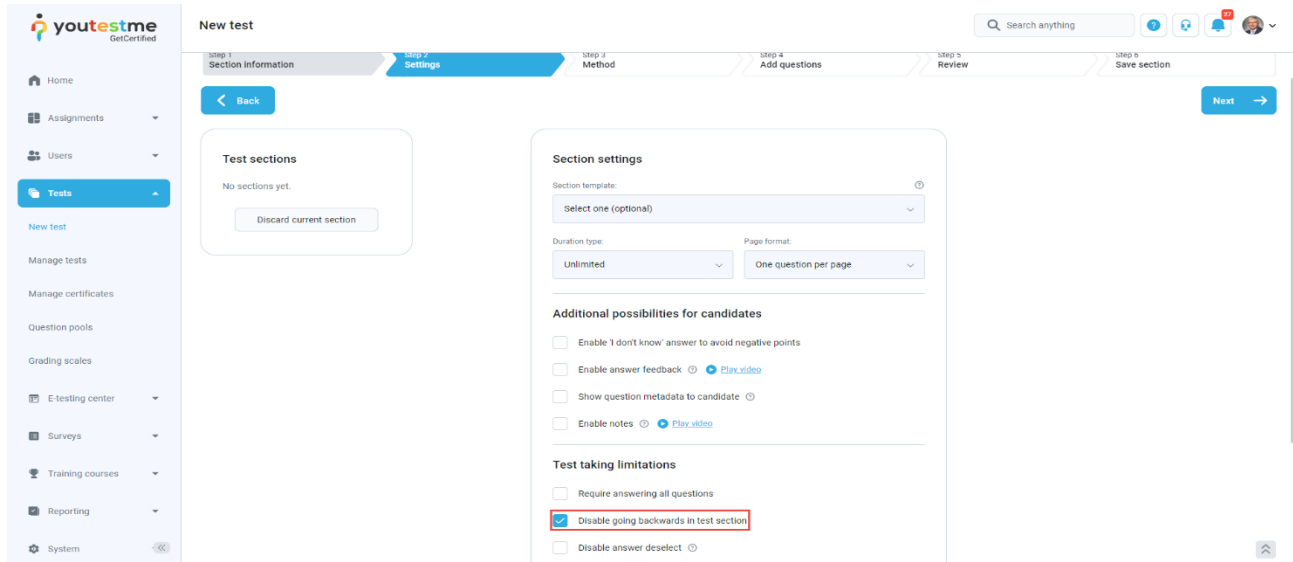 youtestme
GetCertified
New test
Search anything
?
27
Step 1
Section information
Step 2
Settings
Step 3
Method
Step 4
Add questions
Step 5
Review
Step 6
Save section
Home
Assignments
Users
Tests
New test
Manage tests
Manage certificates
Question pools
Grading scales
E-testing center
Surveys
Training courses
Reporting
System
Back
Next
Test sections
No sections yet.
Discard current section
Section settings
Section template: ?
Select one (optional)
Duration type: Page format:
Unlimited One question per page
Additional possibilities for candidates
Enable 'I don't know' answer to avoid negative points
Enable answer feedback ? Play video
Show question metadata to candidate ?
Enable notes ? Play video
Test taking limitations
Require answering all questions
Disable going backwards in test section
Disable answer deselect ?